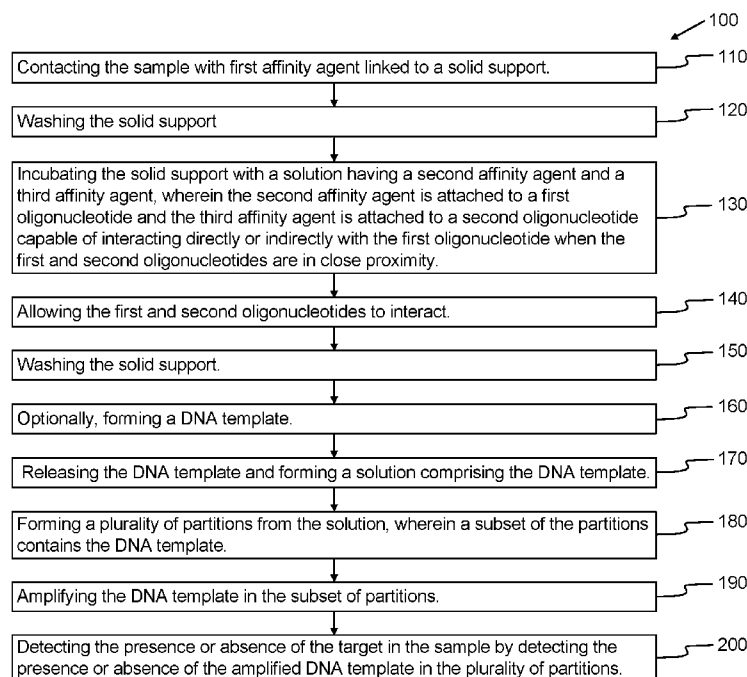 100
Contacting the sample with first affinity agent linked to a solid support.
110
Washing the solid support
120
Incubating the solid support with a solution having a second affinity agent and a
third affinity agent, wherein the second affinity agent is attached to a first
oligonucleotide and the third affinity agent is attached to a second oligonucleotide
capable of interacting directly or indirectly with the first oligonucleotide when the
first and second oligonucleotides are in close proximity.
130
Allowing the first and second oligonucleotides to interact.
140
Washing the solid support.
150
Optionally, forming a DNA template.
160
Releasing the DNA template and forming a solution comprising the DNA template.
170
Forming a plurality of partitions from the solution, wherein a subset of the partitions
contains the DNA template.
180
Amplifying the DNA template in the subset of partitions.
190
Detecting the presence or absence of the target in the sample by detecting the
presence or absence of the amplified DNA template in the plurality of partitions.
200